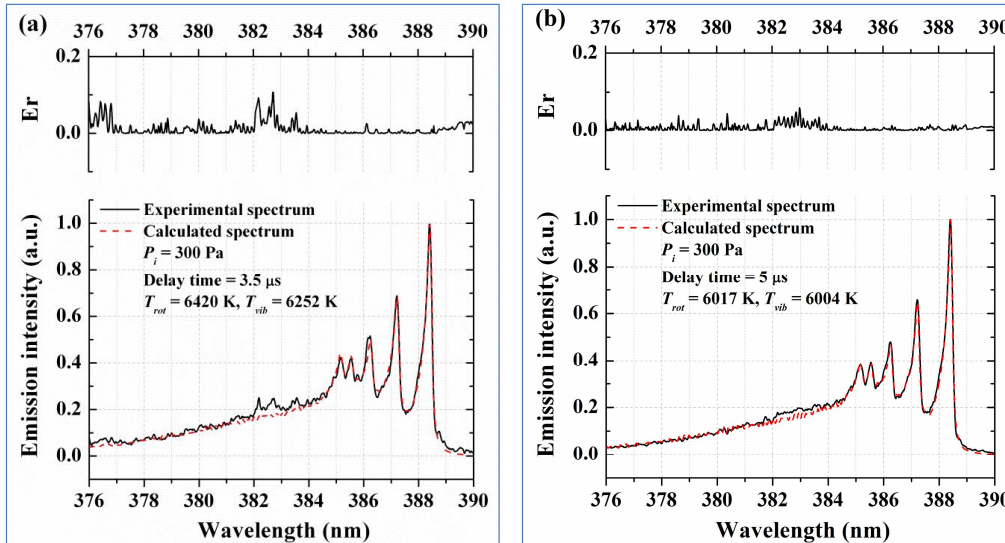 (a)
376 378 380 382 384 386 388 390
0.2
Er
0.0
Emission intensity (a.u.)
1.0
0.8
0.6
0.4
0.2
0.0
Experimental spectrum
Calculated spectrum
P_i = 300 Pa
Delay time = 3.5 μs
T_rot = 6420 K, T_vib = 6252 K
376 378 380 382 384 386 388 390
Wavelength (nm)
(b)
376 378 380 382 384 386 388 390
0.2
Er
0.0
Emission intensity (a.u.)
1.0
0.8
0.6
0.4
0.2
0.0
Experimental spectrum
Calculated spectrum
P_i = 300 Pa
Delay time = 5 μs
T_rot = 6017 K, T_vib = 6004 K
376 378 380 382 384 386 388 390
Wavelength (nm)